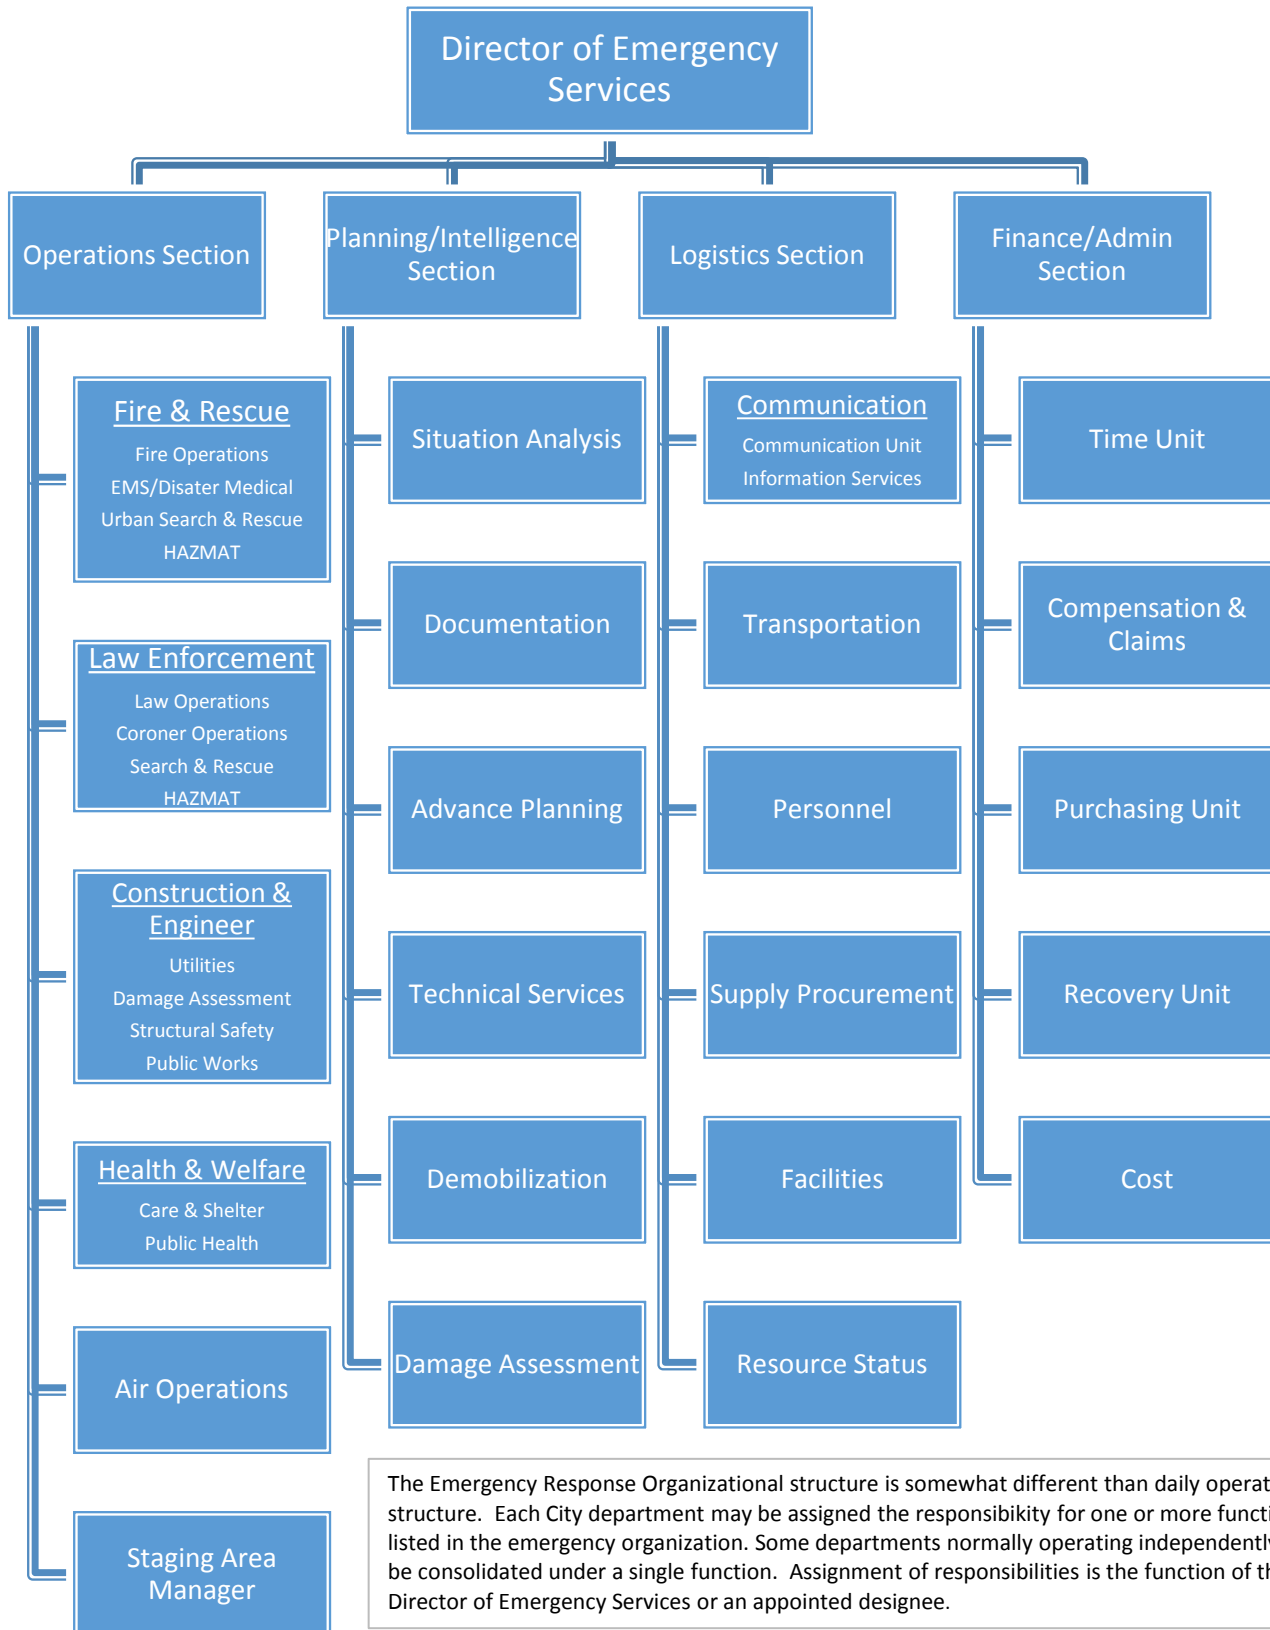 Director of Emergency
Services
Operations Section
Planning/Intelligence
Section
Logistics Section
Finance/Admin
Section
Fire & Rescue
Fire Operations
EMS/Disater Medical
Urban Search & Rescue
HAZMAT
Law Enforcement
Law Operations
Coroner Operations
Search & Rescue
HAZMAT
Construction &
Engineer
Utilities
Damage Assessment
Structural Safety
Public Works
Health & Welfare
Care & Shelter
Public Health
Air Operations
Staging Area
Manager
Situation Analysis
Documentation
Advance Planning
Technical Services
Demobilization
Damage Assessment
Communication
Communication Unit
Information Services
Transportation
Personnel
Supply Procurement
Facilities
Resource Status
Time Unit
Compensation &
Claims
Purchasing Unit
Recovery Unit
Cost
The Emergency Response Organizational structure is somewhat different than daily operat
structure. Each City department may be assigned the responsibikity for one or more functi
listed in the emergency organization. Some departments normally operating independently
be consolidated under a single function. Assignment of responsibilities is the function of th
Director of Emergency Services or an appointed designee.